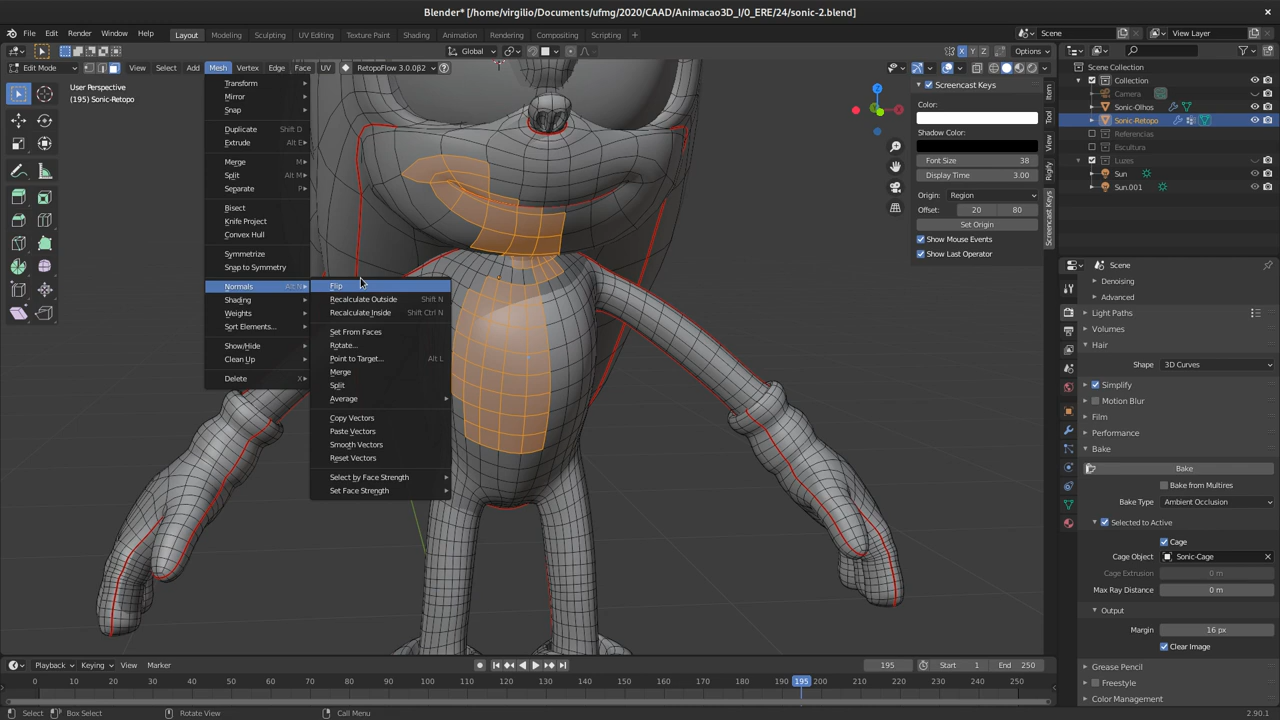 Blender* [/home/virgilio/Documents/ufmg/2020/CAAD/Animacao3D_I/0_ERE/24/sonic-2.blend]
File Edit Render Window Help Layout Modeling Sculpting UV Editing Texture Paint Shading Animation Rendering Compositing Scripting Scene View Layer
Global Options
X Y Z
Edit Mode View Select Add Mesh Vertex Edge Face UV RetopoFlow 3.0.0β2
User Perspective
(195) Sonic-Retopo
Transform
Mirror
Snap
Duplicate Shift D
Extrude Alt E
Merge M
Split Alt M
Separate P
Bisect
Knife Project
Convex Hull
Symmetrize
Snap to Symmetry
Normals Alt N
Shading
Weights
Sort Elements...
Show/Hide
Clean Up
Delete X
Flip
Recalculate Outside Shift N
Recalculate Inside Shift Ctrl N
Set From Faces
Rotate...
Point to Target... Alt L
Merge
Split
Average
Copy Vectors
Paste Vectors
Smooth Vectors
Reset Vectors
Select by Face Strength
Set Face Strength
Z
Screencast Keys
Color:
Shadow Color:
Font Size 38
Display Time 3.00
Origin: Region
Offset: 20 80
Set Origin
Show Mouse Events
Show Last Operator
Item
Tool
View
Rigify
Screencast Keys
Scene Collection
Collection
Camera
Sonic-Olhos
Sonic-Retopo
Referencias
Escultura
Luzes
Sun
Sun.001
Scene
Denoising
Advanced
Light Paths
Volumes
Hair
Shape 3D Curves
Simplify
Motion Blur
Film
Performance
Bake
Bake
Bake from Multires
Bake Type Ambient Occlusion
Selected to Active
Cage
Cage Object Sonic-Cage
Cage Extrusion 0 m
Max Ray Distance 0 m
Output
Margin 16 px
Clear Image
Grease Pencil
Freestyle
Color Management
Playback Keying View Marker 195 Start 1 End 250
0 10 20 30 40 50 60 70 80 90 100 110 120 130 140 150 160 170 180 190 195 200 210 220 230 240 250
Select Box Select Rotate View Call Menu 2.90.1